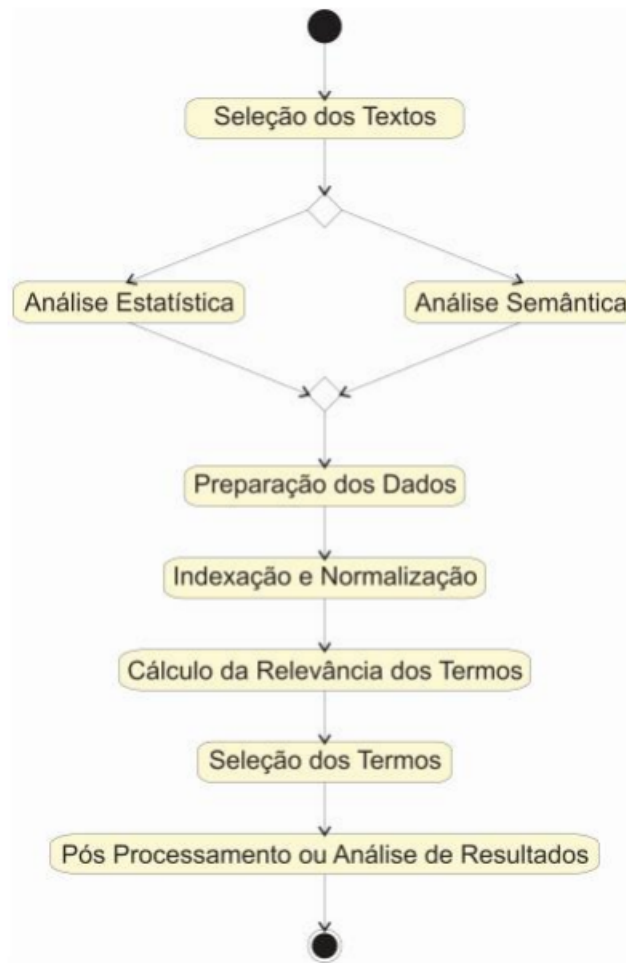 Seleção dos Textos
Análise Estatística
Análise Semântica
Preparação dos Dados
Indexação e Normalização
Cálculo da Relevância dos Termos
Seleção dos Termos
Pós Processamento ou Análise de Resultados